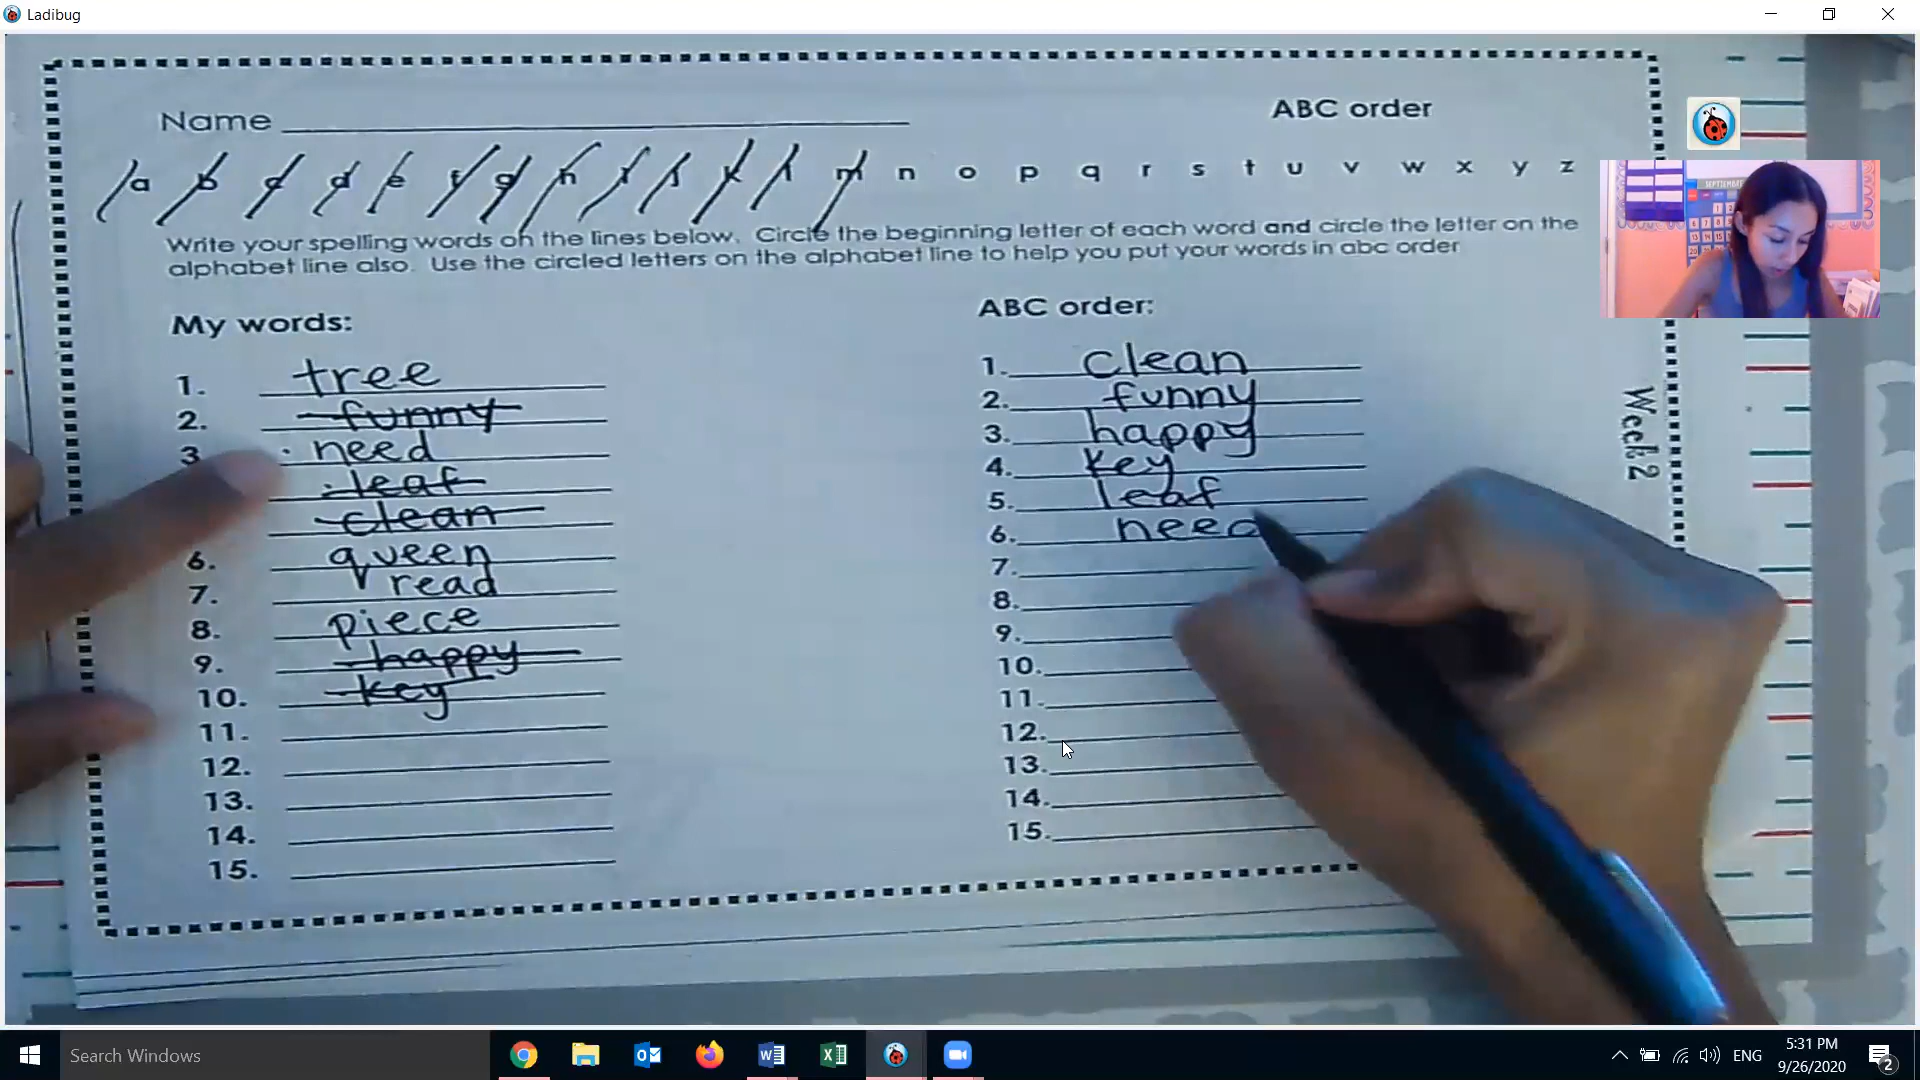 Ladibug
Name
ABC order
a b c d e f g h i j k l m n o p q r s t u v w x y z
Write your spelling words on the lines below. Circle the beginning letter of each word and circle the letter on the
alphabet line also. Use the circled letters on the alphabet line to help you put your words in abc order
My words:
1. tree
2. funny
3 need
leaf
clean
6. queen
7. read
8. piece
9. happy
10. key
11.
12.
13.
14.
15.
ABC order:
1. clean
2. funny
3. happy
4. key
5. leaf
6. need
7.
8.
9.
10.
11.
12.
13.
14.
15.
Week 2
SEPTEMBER
Search Windows
ENG
5:31 PM
9/26/2020
2